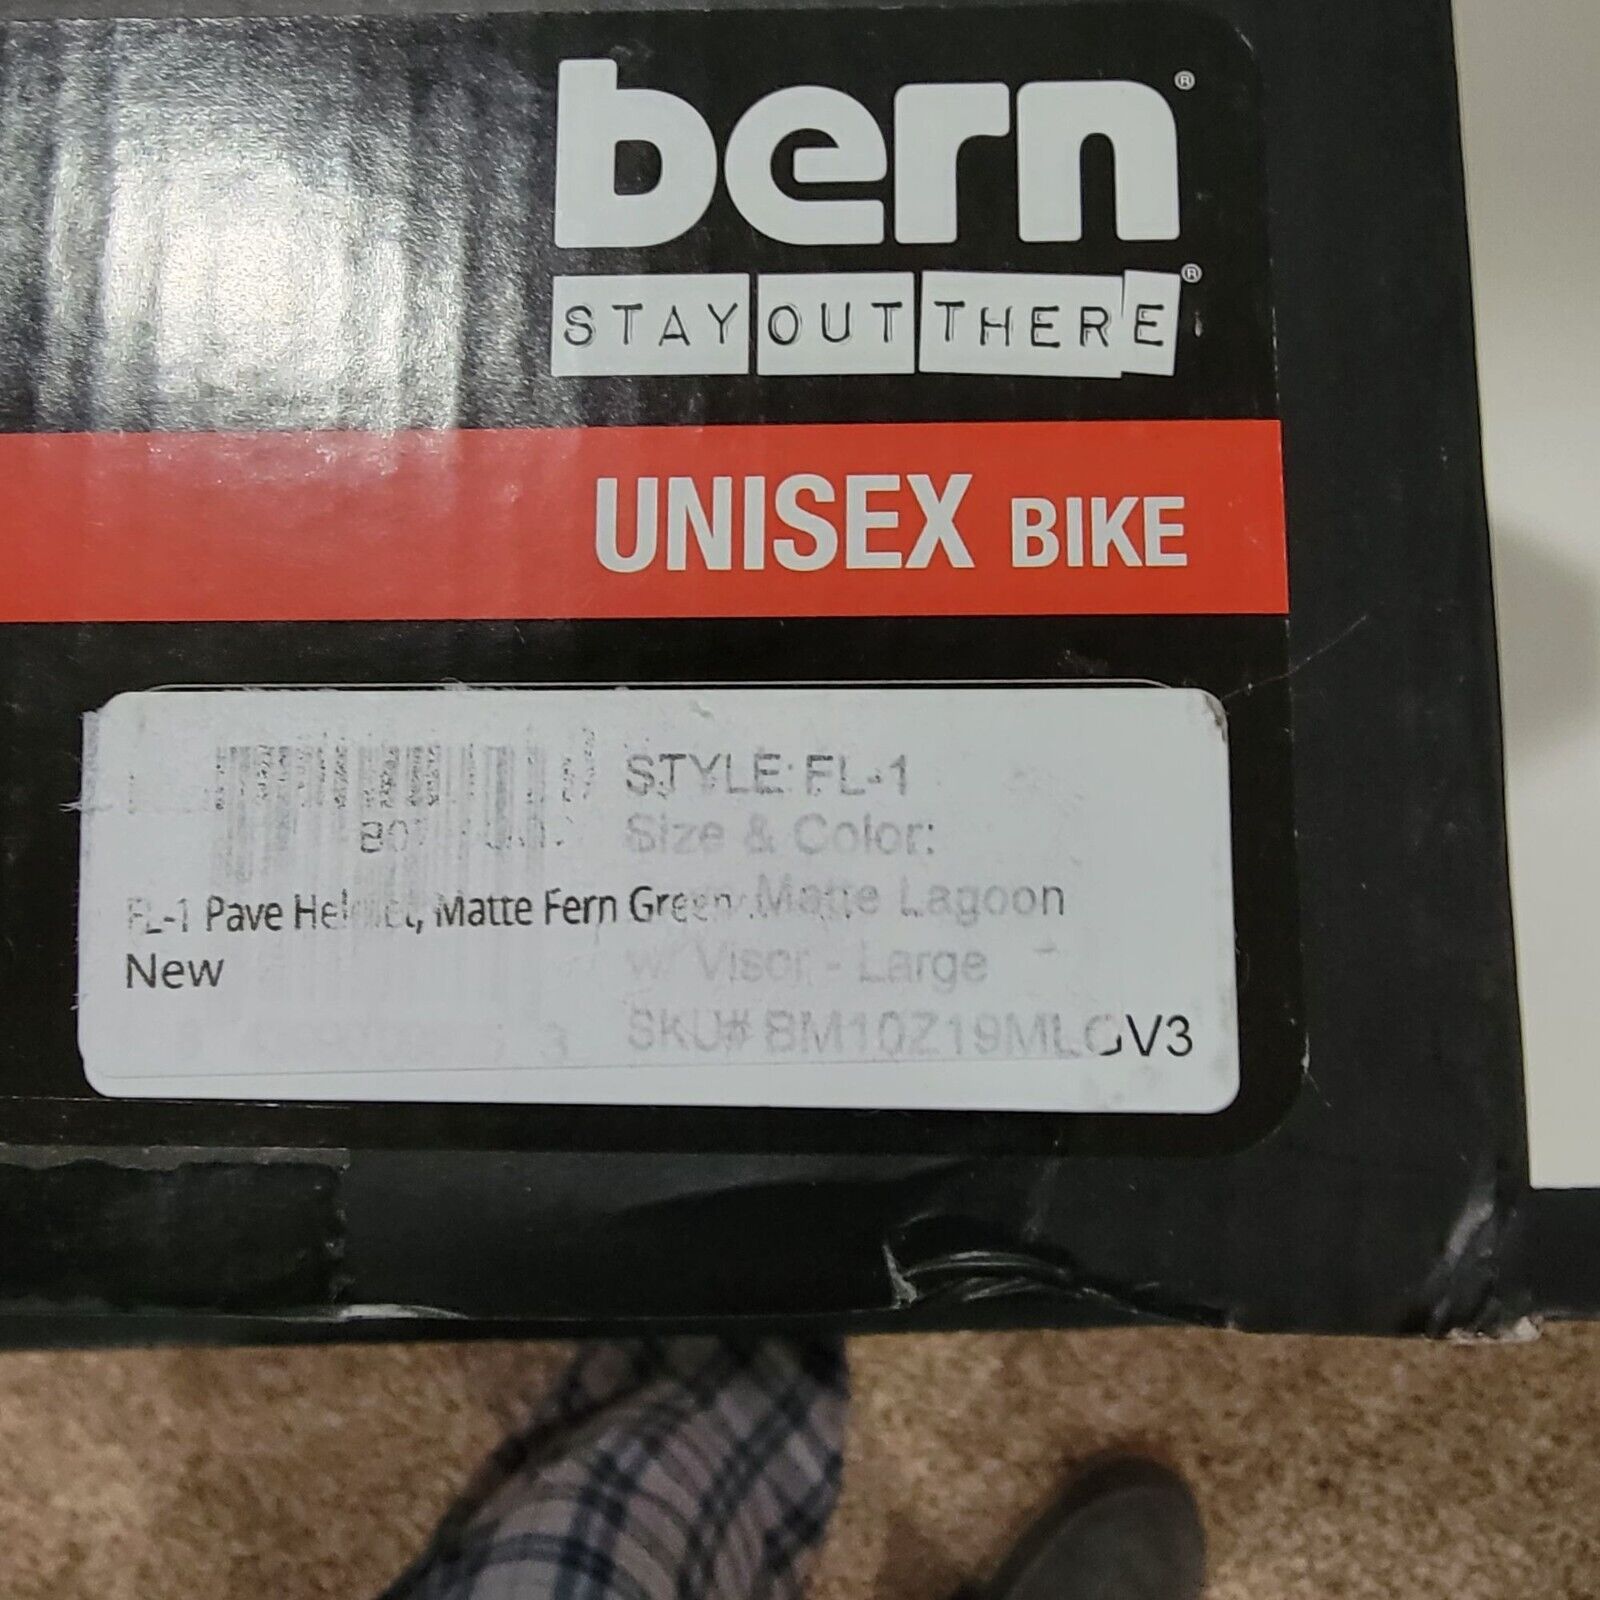 bern®
STAY OUT THERE®
UNISEX BIKE
STYLE: FL-1
Size & Color:
Matte Lagoon
w/ Visor - Large
SKU# BM10Z19MLGV3
FL-1 Pave Helmet, Matte Fern Green
New